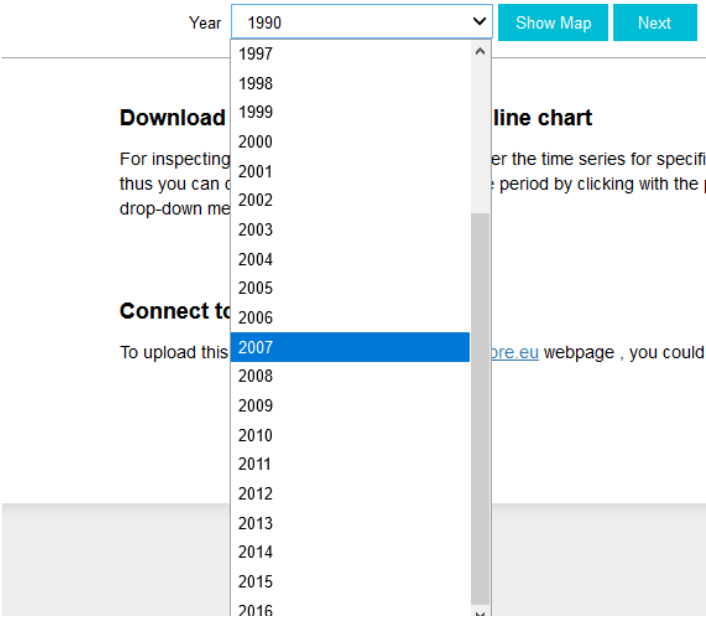 Year 1990 Show Map Next
1997
1998
1999
2000
2001
2002
2003
2004
2005
2006
2007
2008
2009
2010
2011
2012
2013
2014
2015
2016
Download line chart
For inspecting er the time series for specifi
thus you can period by clicking with the
drop-down me
Connect to
To upload this ore.eu webpage , you could